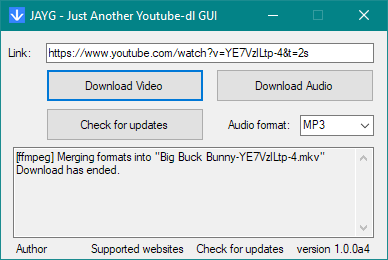 JAYG - Just Another Youtube-dl GUI
Link:
https://www.youtube.com/watch?v=YE7VzlLtp-4&t=2s
Download Video
Download Audio
Check for updates
Audio format:
MP3
[ffmpeg] Merging formats into "Big Buck Bunny-YE7VzlLtp-4.mkv"
Download has ended.
Author
Supported websites
Check for updates
version 1.0.0a4